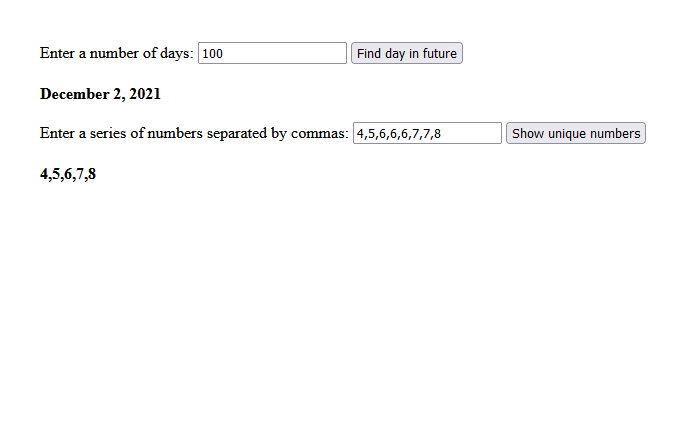 Enter a number of days: 100 Find day in future
December 2, 2021
Enter a series of numbers separated by commas: 4,5,6,6,6,7,7,8 Show unique numbers
4,5,6,7,8